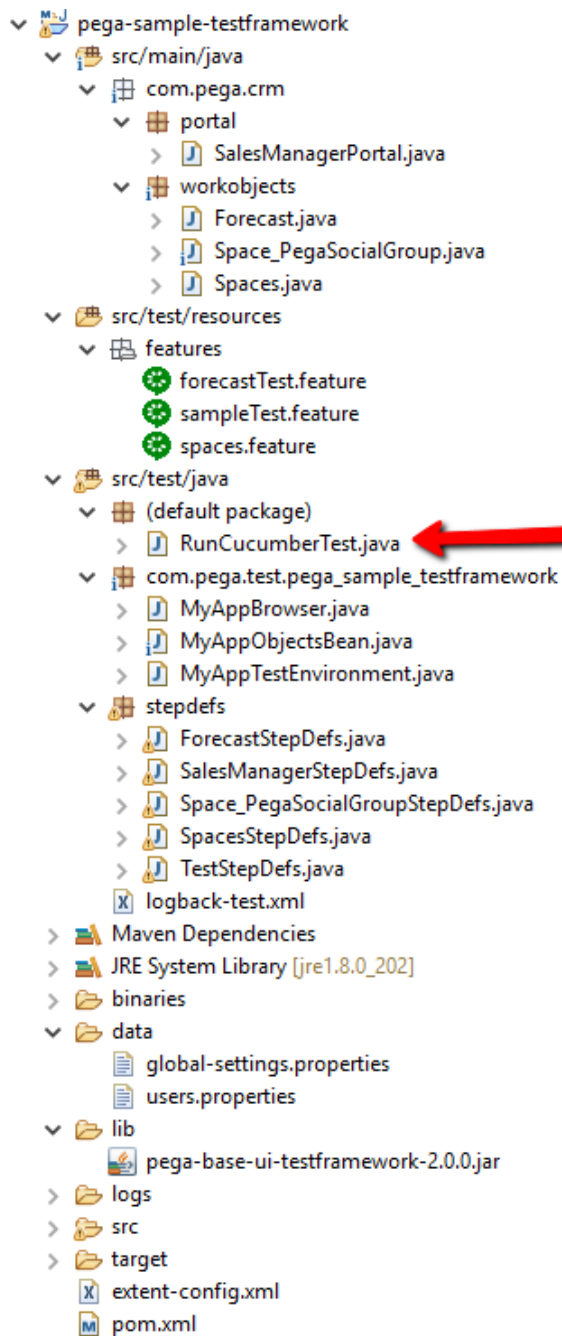 pega-sample-testframework
src/main/java
com.pega.crm
portal
SalesManagerPortal.java
workobjects
Forecast.java
Space_PegaSocialGroup.java
Spaces.java
src/test/resources
features
forecastTest.feature
sampleTest.feature
spaces.feature
src/test/java
(default package)
RunCucumberTest.java
com.pega.test.pega_sample_testframework
MyAppBrowser.java
MyAppObjectsBean.java
MyAppTestEnvironment.java
stepdefs
ForecastStepDefs.java
SalesManagerStepDefs.java
Space_PegaSocialGroupStepDefs.java
SpacesStepDefs.java
TestStepDefs.java
logback-test.xml
Maven Dependencies
JRE System Library [jre1.8.0_202]
binaries
data
global-settings.properties
users.properties
lib
pega-base-ui-testframework-2.0.0.jar
logs
src
target
extent-config.xml
pom.xml